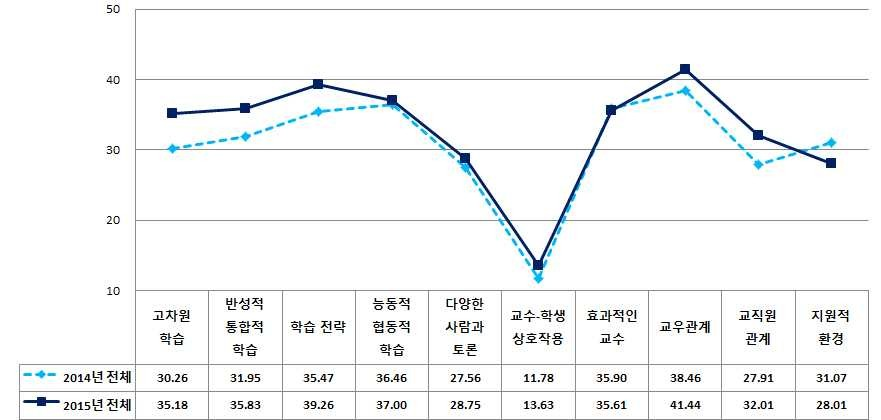 50
40
30
20
10
고차원 학습
반성적 통합적 학습
학습 전략
능동적 협동적 학습
다양한 사람과 토론
교수-학생 상호작용
효과적인 교수
교우관계
교직원 관계
지원적 환경
2014년 전체 30.26 31.95 35.47 36.46 27.56 11.78 35.90 38.46 27.91 31.07
2015년 전체 35.18 35.83 39.26 37.00 28.75 13.63 35.61 41.44 32.01 28.01